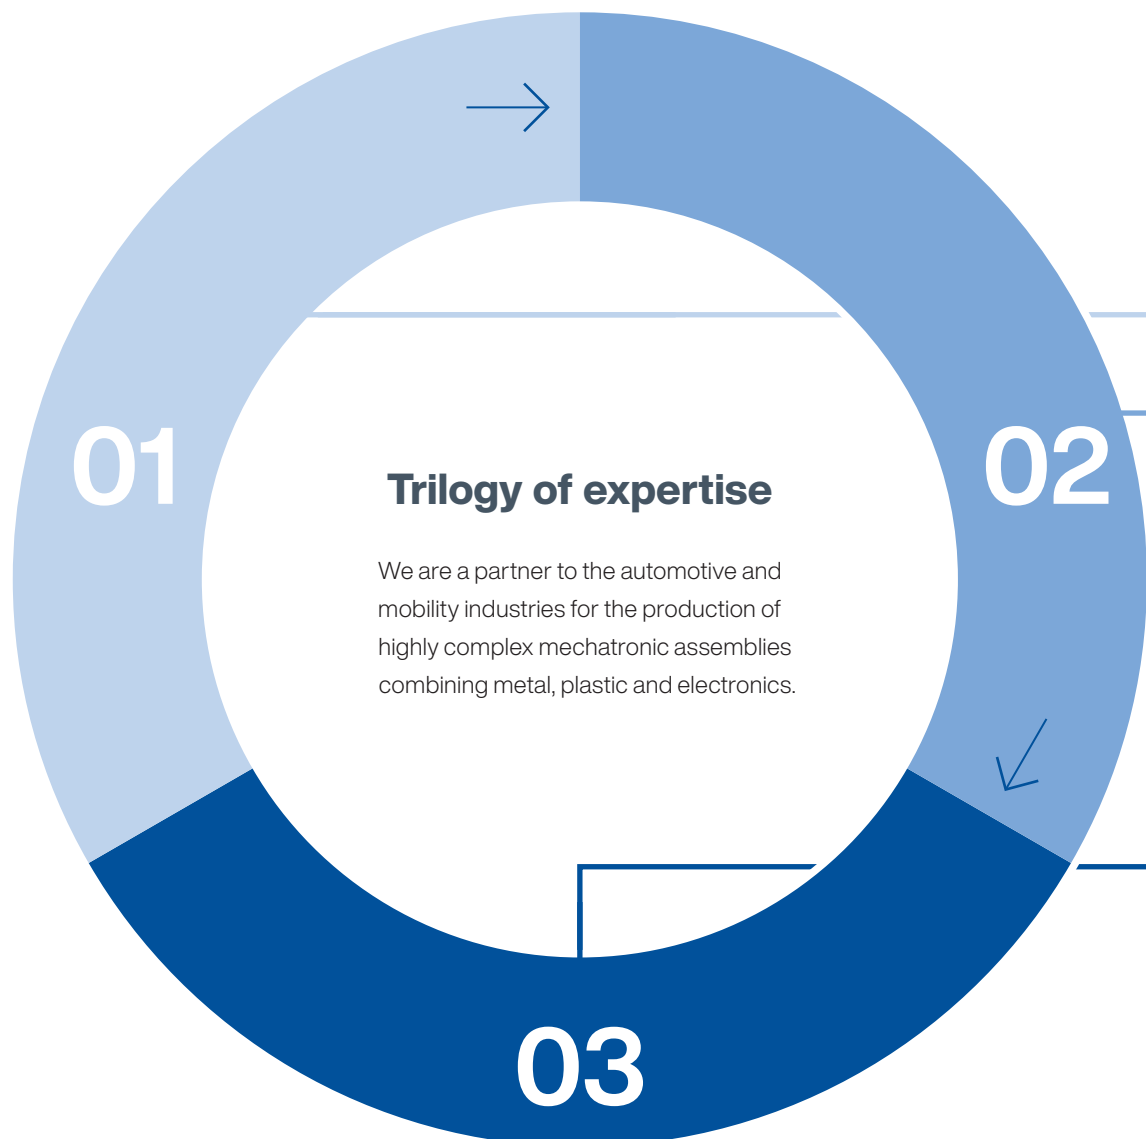 01
02
Trilogy of expertise
We are a partner to the automotive and
mobility industries for the production of
highly complex mechatronic assemblies
combining metal, plastic and electronics.
03